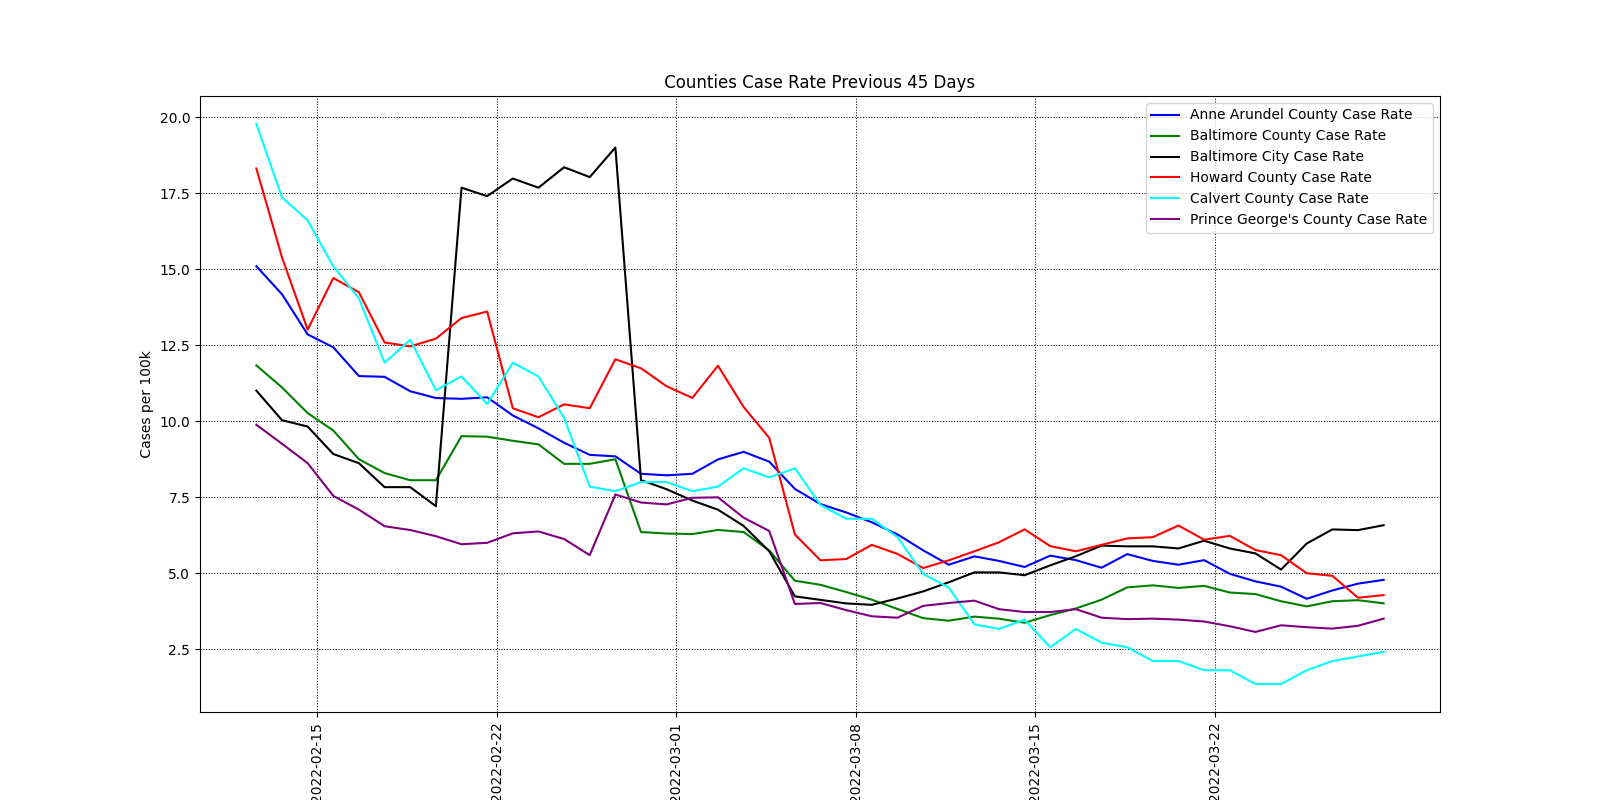 Counties Case Rate Previous 45 Days
Anne Arundel County Case Rate
Baltimore County Case Rate
Baltimore City Case Rate
Howard County Case Rate
Calvert County Case Rate
Prince George's County Case Rate
Cases per 100k
20.0
17.5
15.0
12.5
10.0
7.5
5.0
2.5
2022-02-15
2022-02-22
2022-03-01
2022-03-08
2022-03-15
2022-03-22